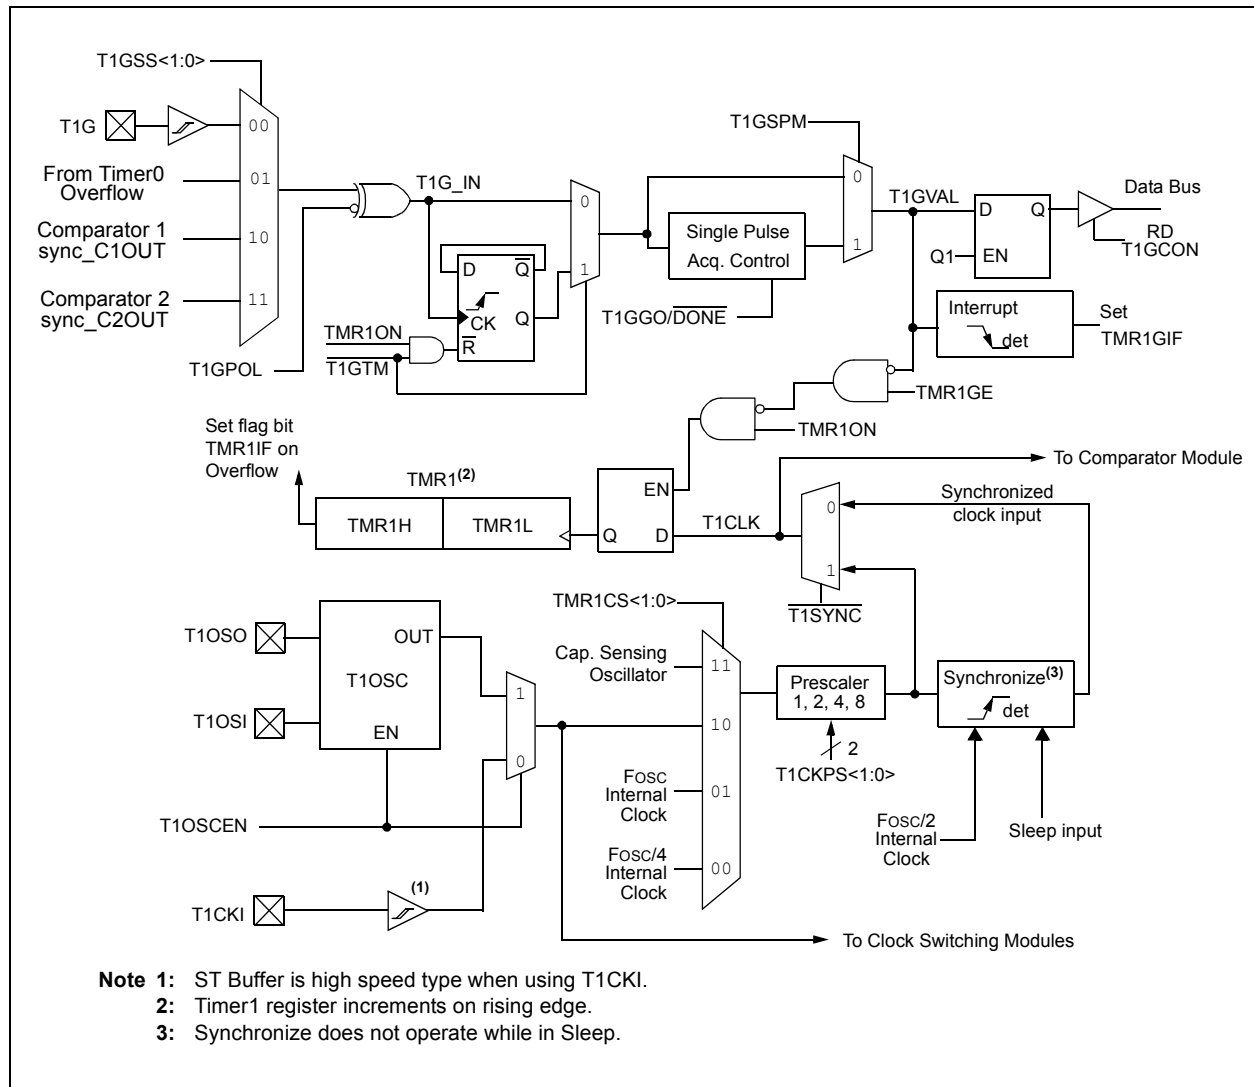 T1GSS<1:0>
T1G
00
From Timer0
Overflow
01
Comparator 1
sync_C1OUT
10
Comparator 2
sync_C2OUT
11
T1GPOL
T1G_IN
D
Q
CK
Q
R
TMR1ON
T1GTM
0
1
Single Pulse
Acq. Control
T1GGO/DONE
T1GSPM
0
1
T1GVAL
D
Q
Q1
EN
Data Bus
RD
T1GCON
Interrupt
det
Set
TMR1GIF
TMR1GE
TMR1ON
Set flag bit
TMR1IF on
Overflow
TMR1(2)
TMR1H
TMR1L
EN
Q
D
T1CLK
To Comparator Module
0
1
Synchronized
clock input
T1SYNC
T1OSO
T1OSI
OUT
T1OSC
EN
1
0
T1OSCEN
T1CKI
(1)
TMR1CS<1:0>
Cap. Sensing
Oscillator
11
10
FOSC
Internal
Clock
01
FOSC/4
Internal
Clock
00
Prescaler
1, 2, 4, 8
2
T1CKPS<1:0>
Synchronize(3)
det
FOSC/2
Internal
Clock
Sleep input
To Clock Switching Modules
Note 1: ST Buffer is high speed type when using T1CKI.
2: Timer1 register increments on rising edge.
3: Synchronize does not operate while in Sleep.